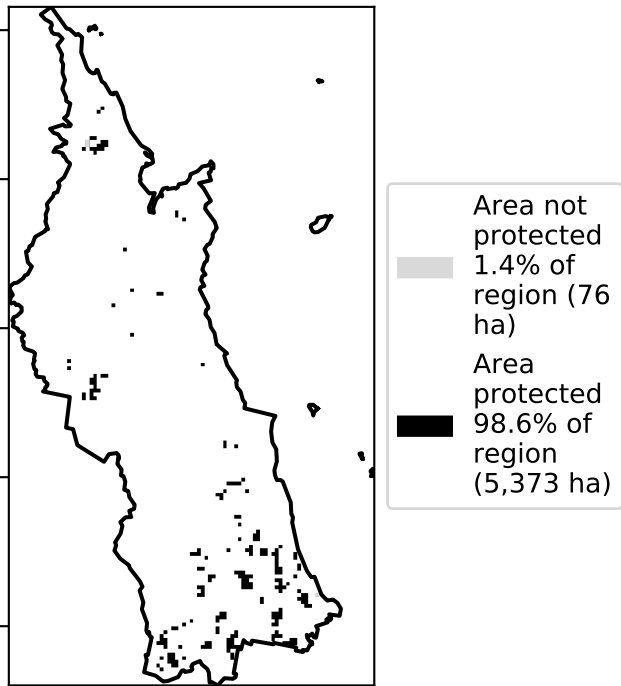 Area not
protected
1.4% of
region (76
ha)
Area
protected
98.6% of
region
(5,373 ha)